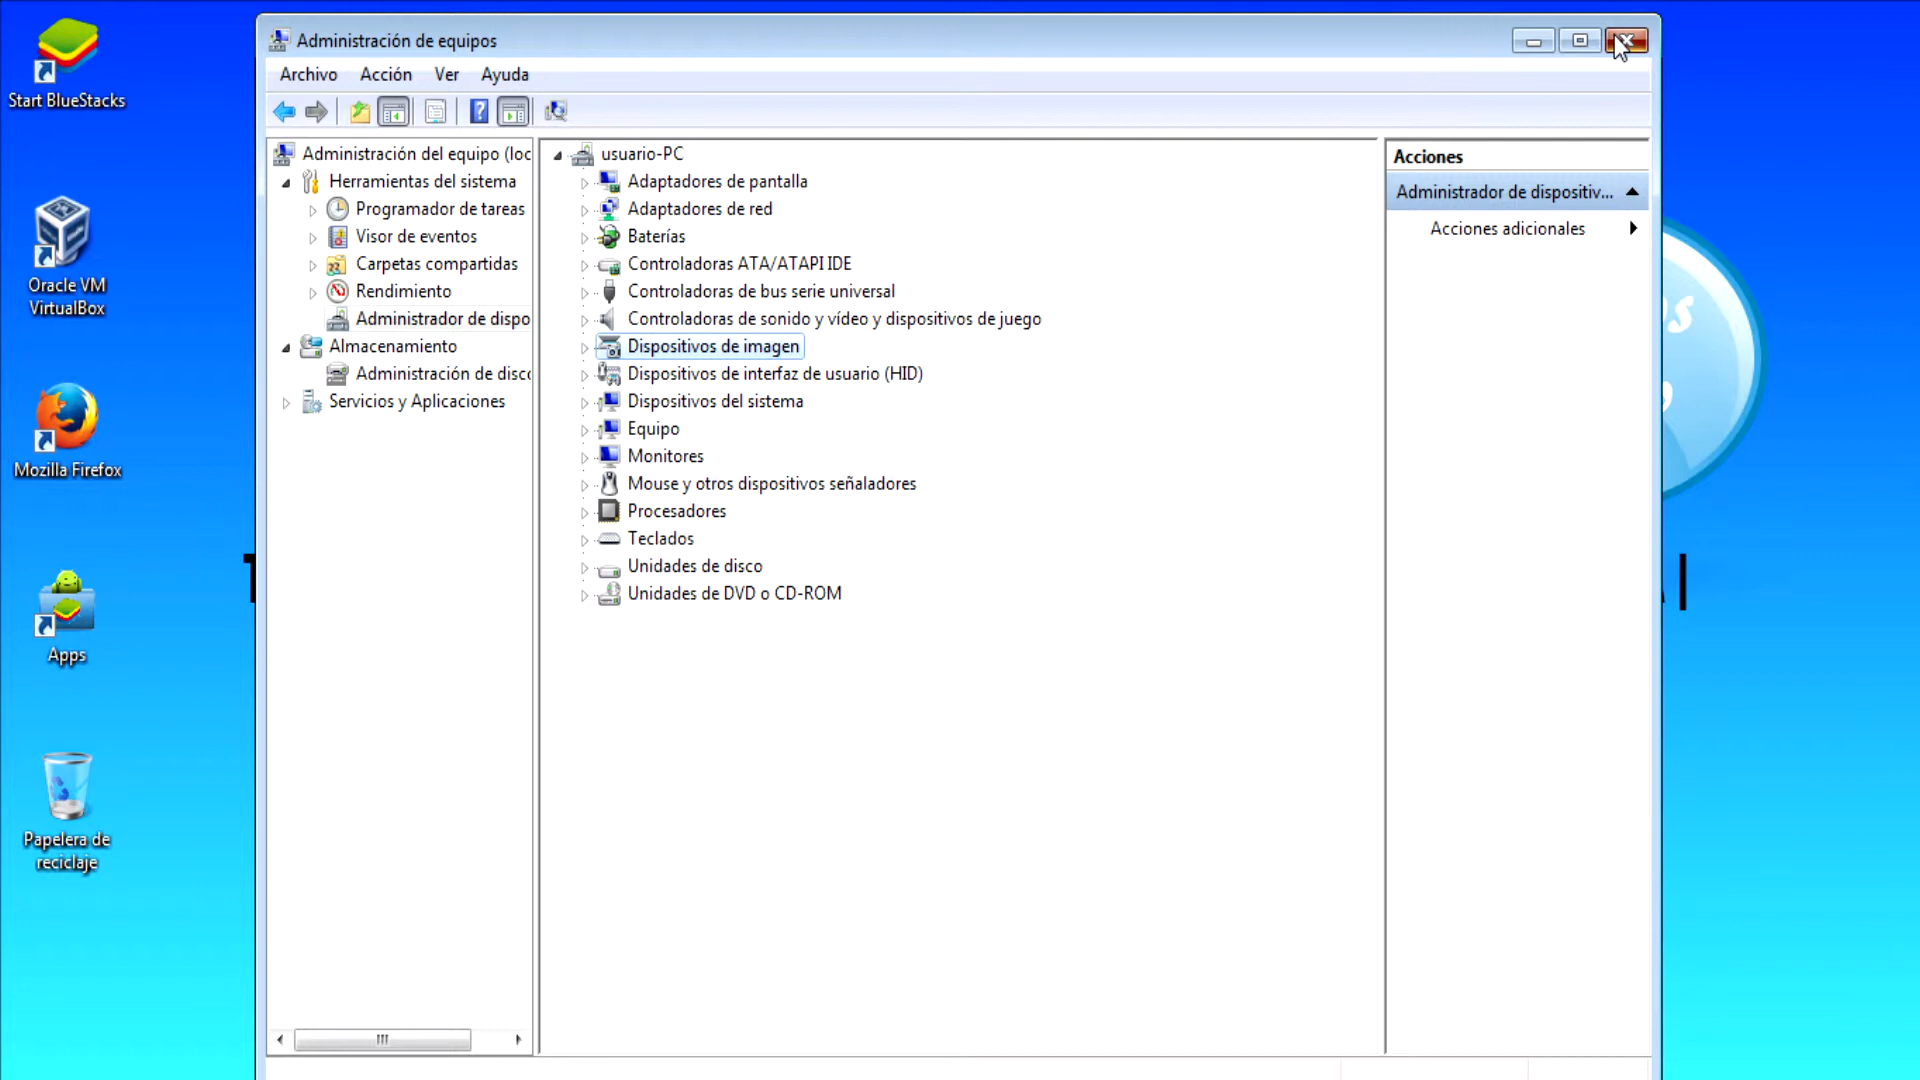 Start BlueStacks
Oracle VM
VirtualBox
Mozilla Firefox
Apps
Papelera de
reciclaje
Administración de equipos
Archivo Acción Ver Ayuda
Administración del equipo (loc
Herramientas del sistema
Programador de tareas
Visor de eventos
Carpetas compartidas
Rendimiento
Administrador de dispo
Almacenamiento
Administración de disco
Servicios y Aplicaciones
usuario-PC
Adaptadores de pantalla
Adaptadores de red
Baterías
Controladoras ATA/ATAPI IDE
Controladoras de bus serie universal
Controladoras de sonido y vídeo y dispositivos de juego
Dispositivos de imagen
Dispositivos de interfaz de usuario (HID)
Dispositivos del sistema
Equipo
Monitores
Mouse y otros dispositivos señaladores
Procesadores
Teclados
Unidades de disco
Unidades de DVD o CD-ROM
Acciones
Administrador de dispositiv...
Acciones adicionales